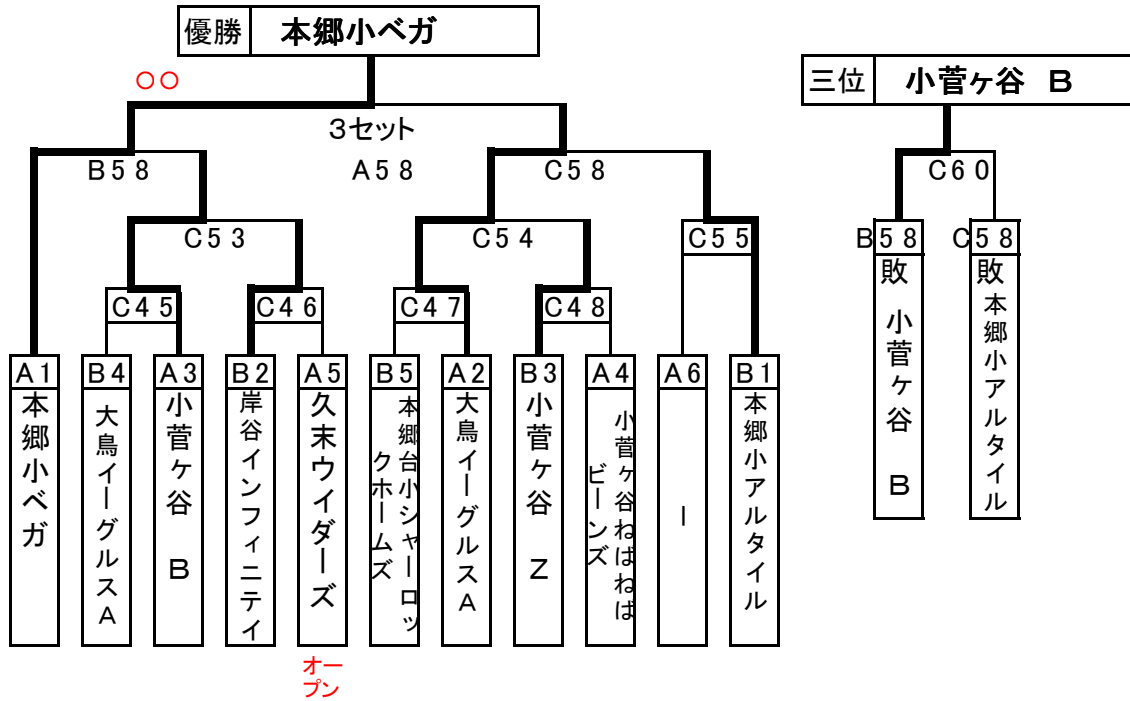 優勝 本郷小ベガ
○○
三位 小菅ヶ谷 B
3セット
B58
A58
C58
C60
C53
C54
C55
B58
C58
C45
C46
C47
C48
敗 小菅ヶ谷 B
敗 本郷小アルタイル
A1
本郷小ベガ
B4
大鳥イーグルスA
A3
小菅ヶ谷 B
B2
岸谷インフィニテイ
A5
久末ウイダーズ
B5
本郷台小シャーロッ
クホームズ
A2
大鳥イーグルスA
B3
小菅ヶ谷 Z
A4
小菅ヶ谷ねばねば
ビーンズ
A6
ー
B1
本郷小アルタイル
オー
プン